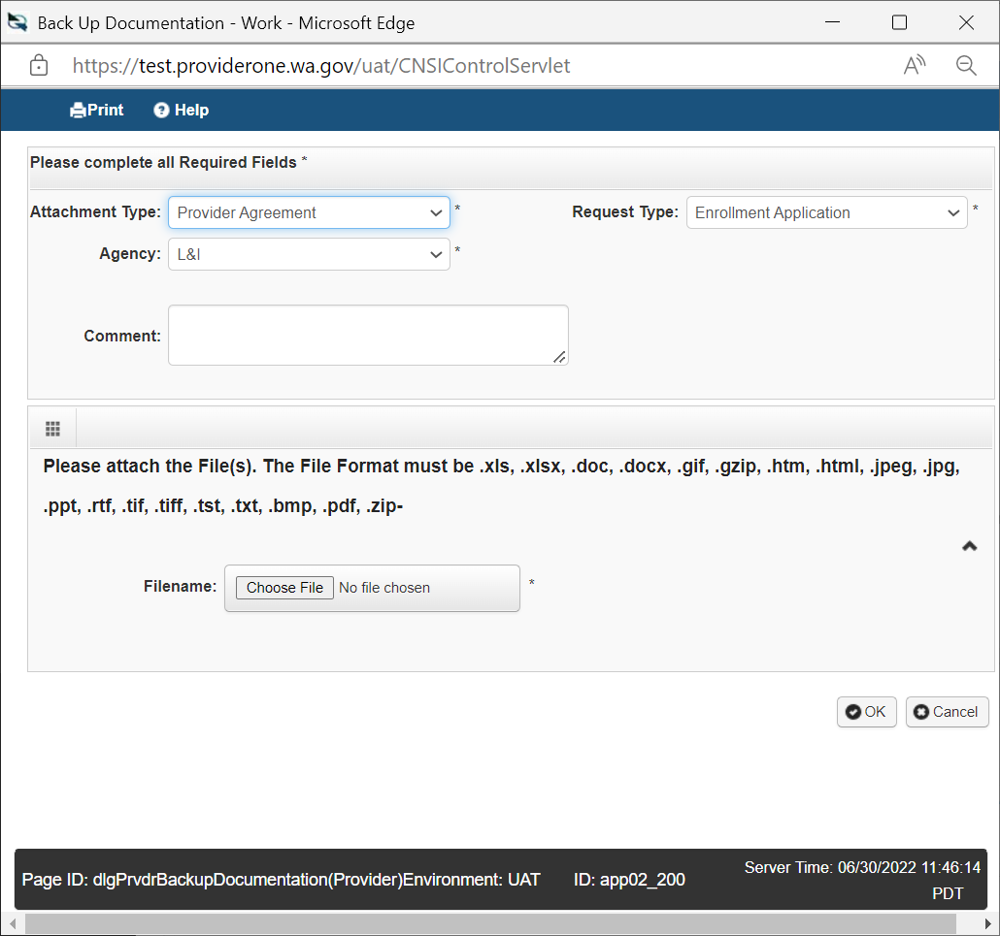 Back Up Documentation - Work - Microsoft Edge
https://test.providerone.wa.gov/uat/CNSIControlServlet
Print Help
Please complete all Required Fields *
Attachment Type: Provider Agreement * Request Type: Enrollment Application *
Agency: L&I *
Comment:
Please attach the File(s). The File Format must be .xls, .xlsx, .doc, .docx, .gif, .gzip, .htm, .html, .jpeg, .jpg,
.ppt, .rtf, .tif, .tiff, .tst, .txt, .bmp, .pdf, .zip-
Filename: Choose File No file chosen *
OK Cancel
Page ID: dlgPrvdrBackupDocumentation(Provider)Environment: UAT ID: app02_200 Server Time: 06/30/2022 11:46:14
PDT